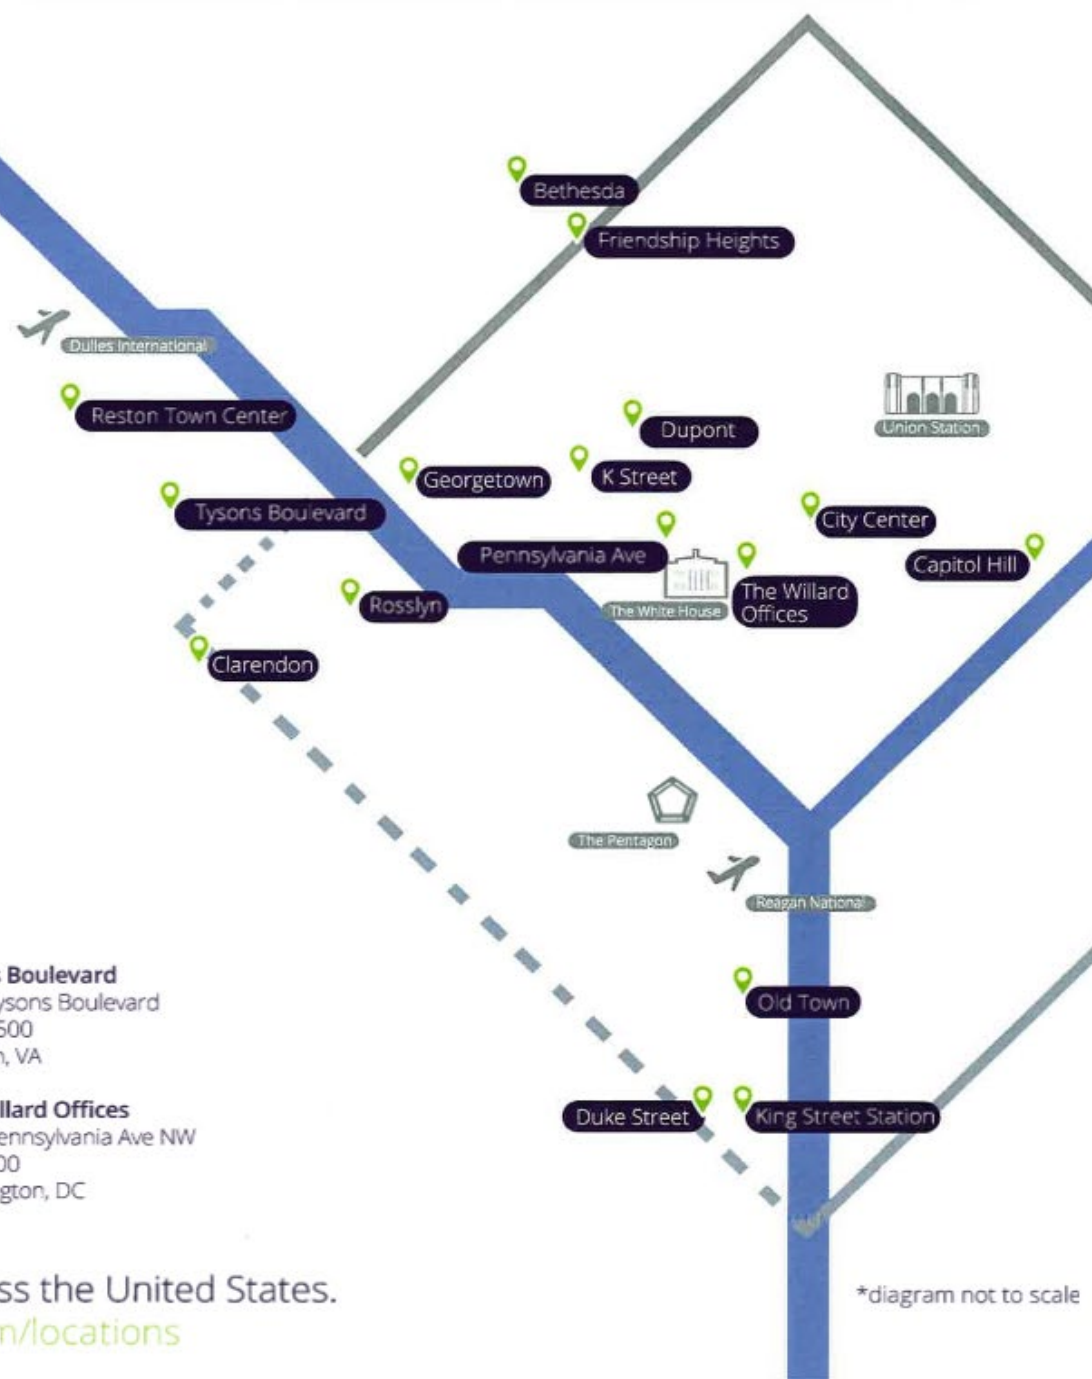 Bethesda
Friendship Heights
Dulles International
Reston Town Center
Dupont
Union Station
Georgetown
K Street
Tysons Boulevard
City Center
Pennsylvania Ave
Capitol Hill
The White House
The Willard
Offices
Rosslyn
Clarendon
The Pentagon
Reagan National
Old Town
Duke Street
King Street Station
s Boulevard
ysons Boulevard
500
n, VA
illard Offices
ennsylvania Ave NW
00
gton, DC
ss the United States.
n/locations
*diagram not to scale